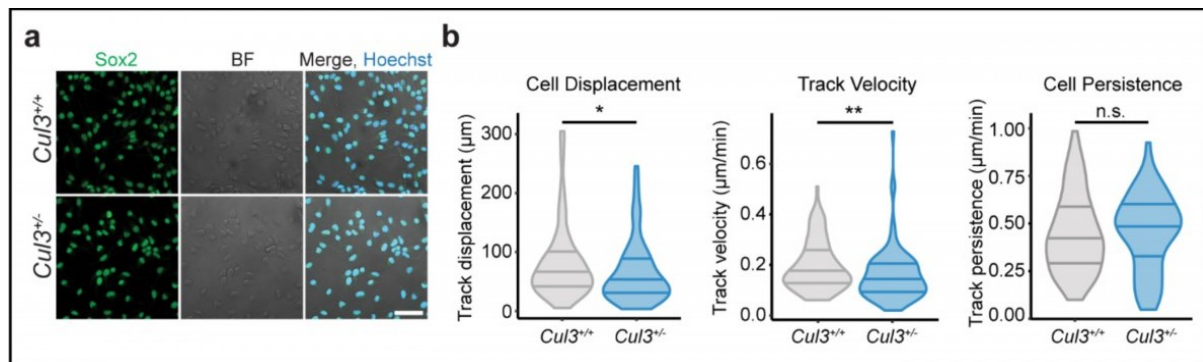 a
Sox2 BF Merge, Hoechst
Cul3+/+
Cul3+/-
b
Cell Displacement
*
Track displacement (µm)
300
200
100
0
Cul3+/+ Cul3+/-
Track Velocity
**
Track velocity (µm/min)
0.6
0.4
0.2
0.0
Cul3+/+ Cul3+/-
Cell Persistence
n.s.
Track persistence (µm/min)
1.00
0.75
0.50
0.25
0.00
Cul3+/+ Cul3+/-